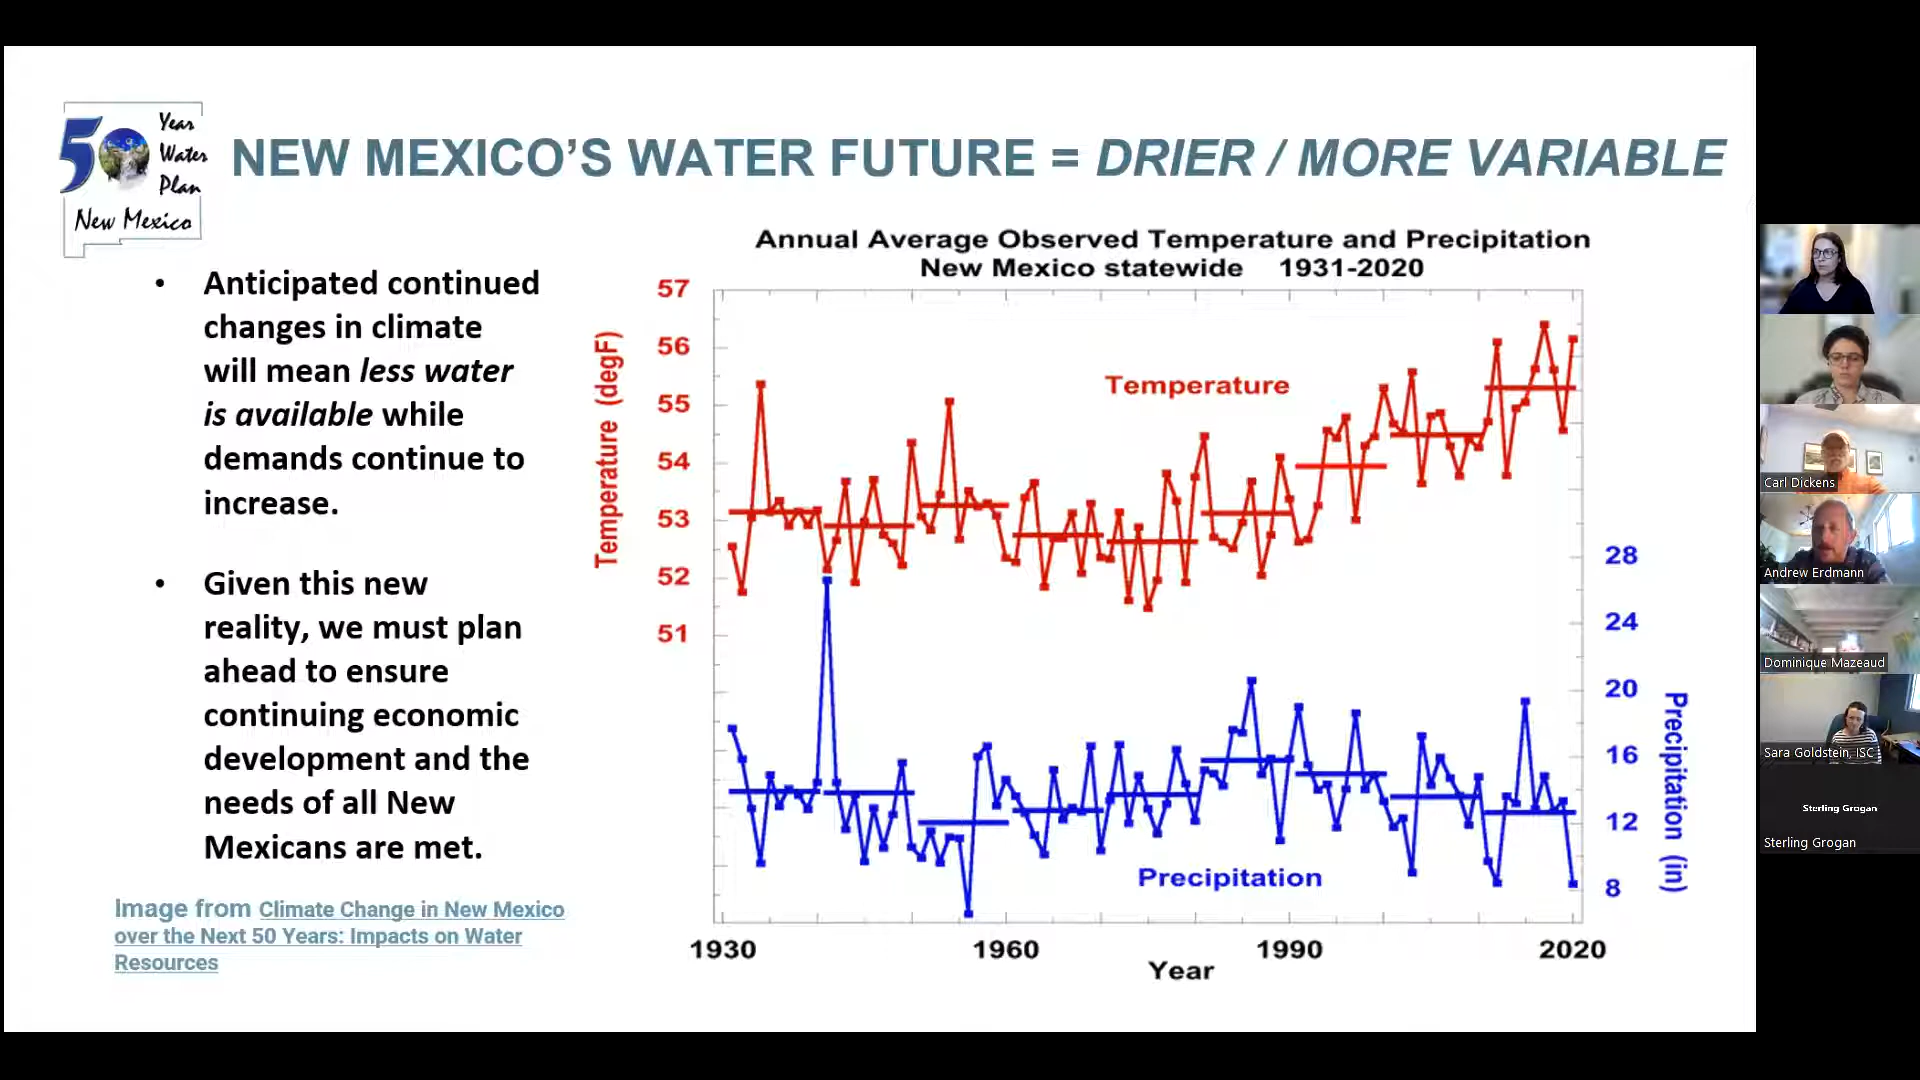 50 Year
Water
Plan
New Mexico
NEW MEXICO’S WATER FUTURE = DRIER / MORE VARIABLE
• Anticipated continued
changes in climate
will mean less water
is available while
demands continue to
increase.
• Given this new
reality, we must plan
ahead to ensure
continuing economic
development and the
needs of all New
Mexicans are met.
Image from Climate Change in New Mexico
over the Next 50 Years: Impacts on Water
Resources
Annual Average Observed Temperature and Precipitation
New Mexico statewide 1931-2020
Temperature (degF)
57
56
55
54
53
52
51
Temperature
28
24
20
16
12
8
Precipitation (in)
Precipitation
1930 1960 1990 2020
Year
Carl Dickens
Andrew Erdmann
Dominique Mazeaud
Sara Goldstein, ISC
Sterling Grogan
Sterling Grogan